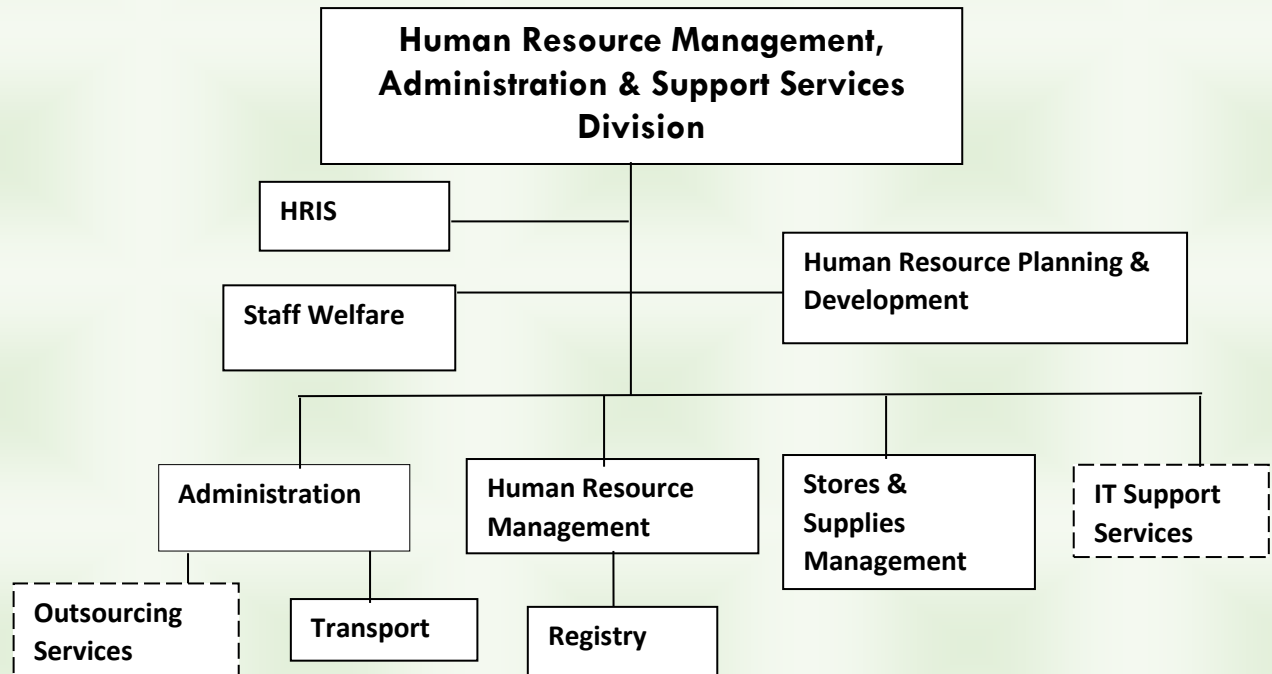 Human Resource Management,
Administration & Support Services
Division
HRIS
Human Resource Planning &
Development
Staff Welfare
Administration
Human Resource
Management
Stores &
Supplies
Management
IT Support
Services
Outsourcing
Services
Transport
Registry